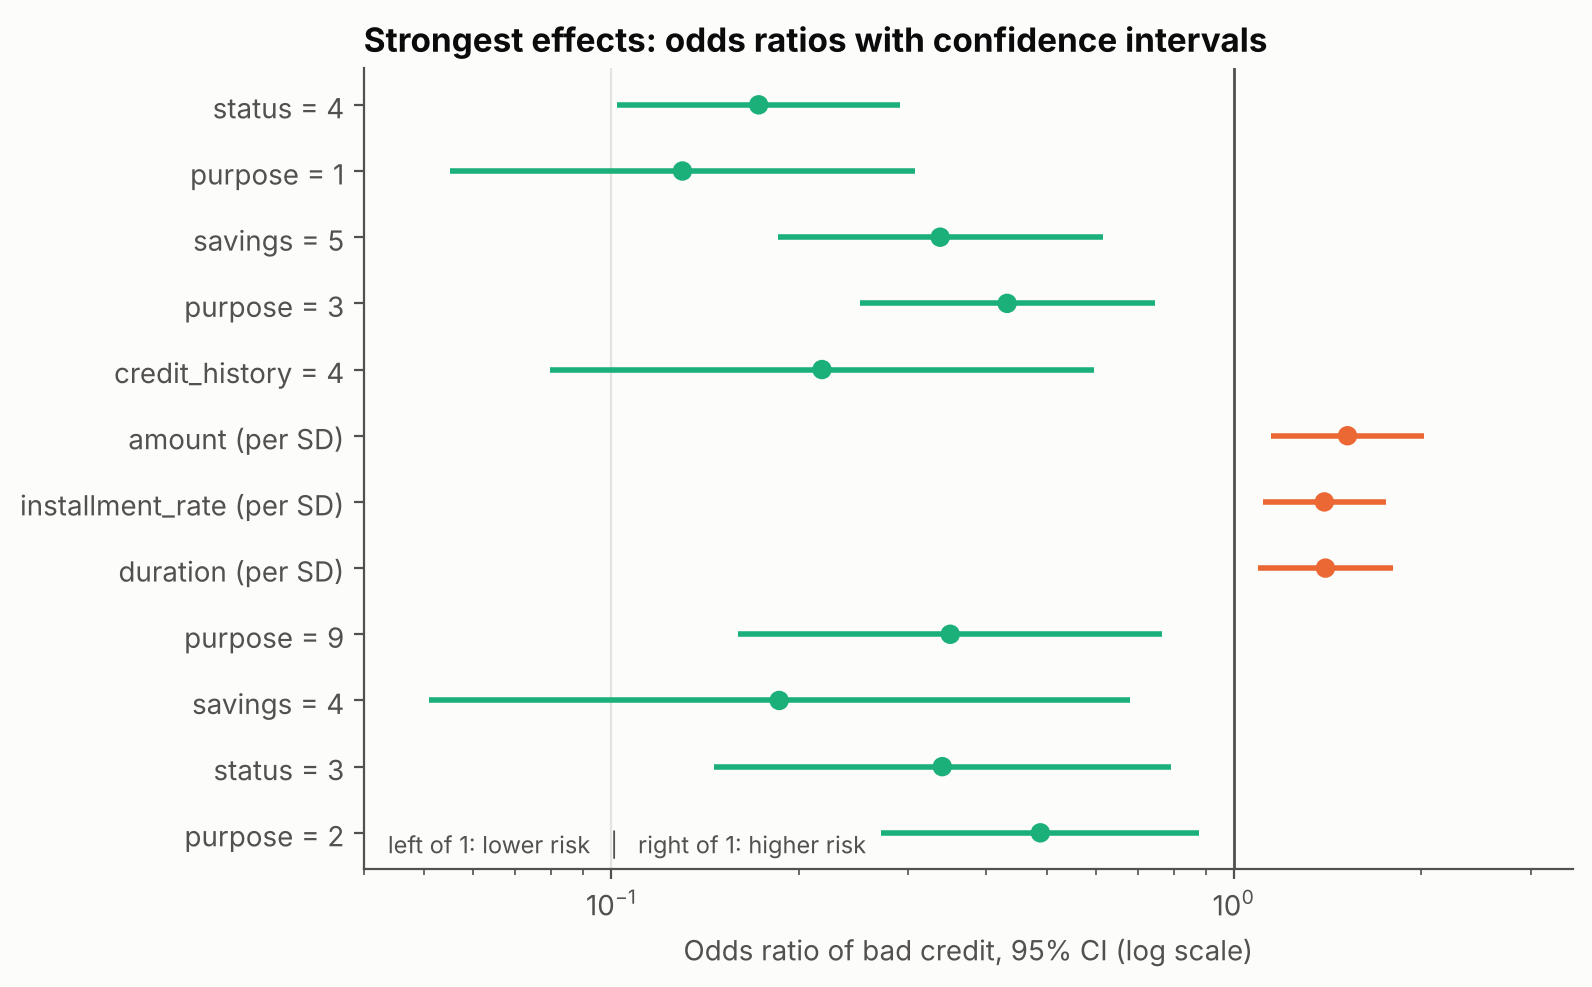 Strongest effects: odds ratios with confidence intervals
status = 4
purpose = 1
savings = 5
purpose = 3
credit_history = 4
amount (per SD)
installment_rate (per SD)
duration (per SD)
purpose = 9
savings = 4
status = 3
purpose = 2
left of 1: lower risk | right of 1: higher risk
10⁻¹ 10⁰
Odds ratio of bad credit, 95% CI (log scale)